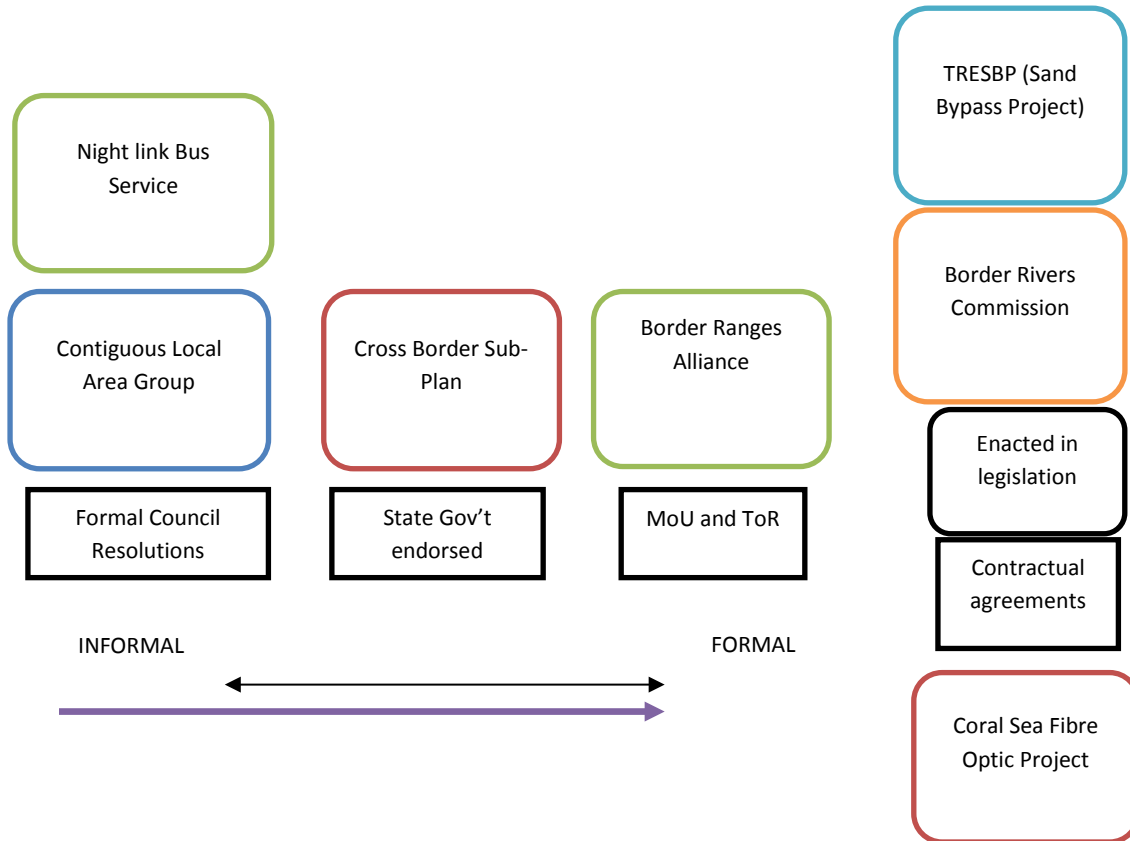 TRESBP (Sand
Bypass Project)
Night link Bus
Service
Border Rivers
Commission
Contiguous Local
Area Group
Cross Border Sub-
Plan
Border Ranges
Alliance
Enacted in
legislation
Formal Council
Resolutions
State Gov’t
endorsed
MoU and ToR
Contractual
agreements
INFORMAL
FORMAL
Coral Sea Fibre
Optic Project